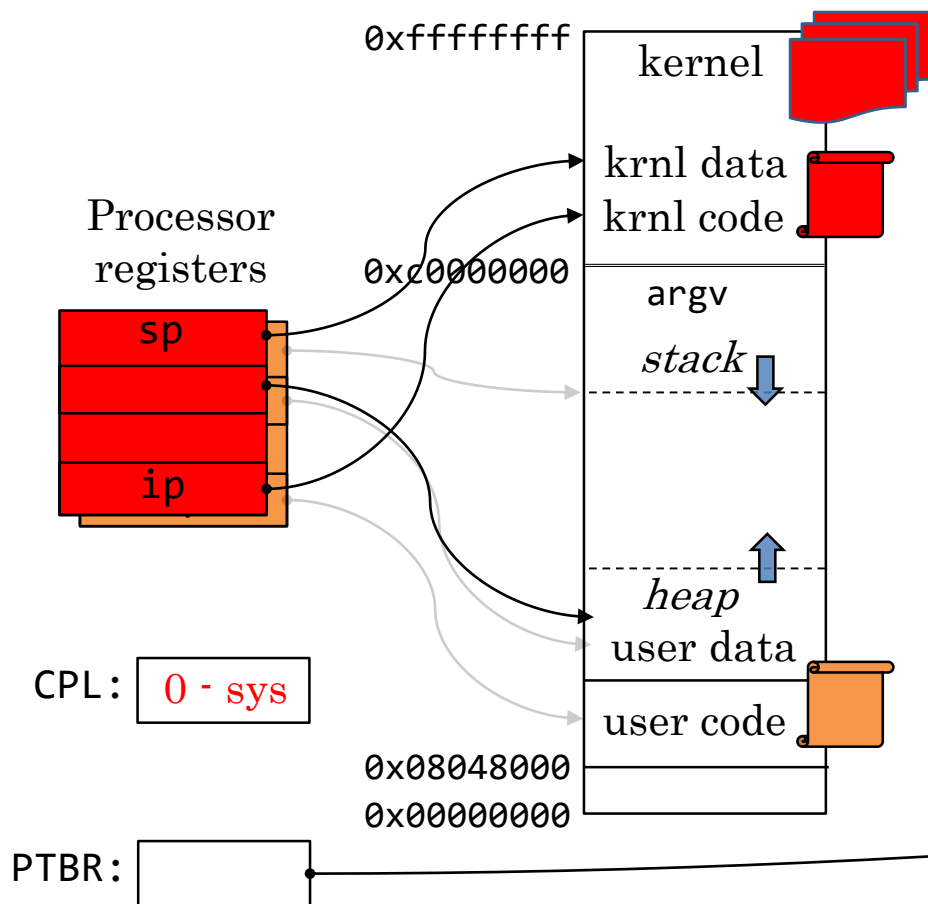 0xffffffff
kernel
krnl data
krnl code
Processor
registers
0xc0000000
argv
sp
stack
ip
heap
user data
CPL:
0 - sys
user code
0x08048000
0x00000000
PTBR: